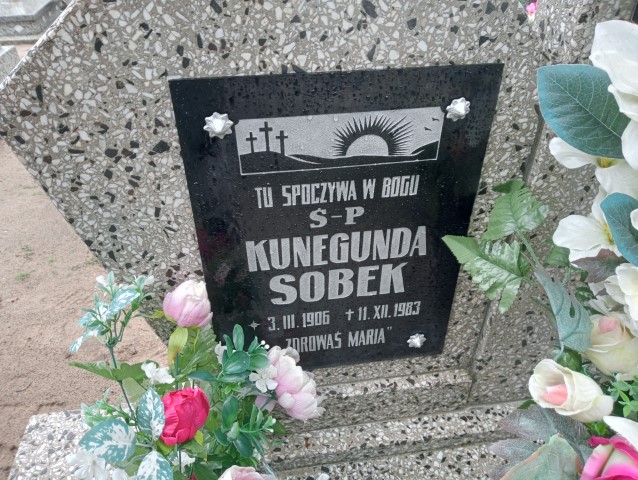 TU SPOCZYWA W BOGU
Ś-P
KUNEGUNDA
SOBEK
* 3. III. 1906 + 11. XII. 1983
ZDROWAŚ MARIA"